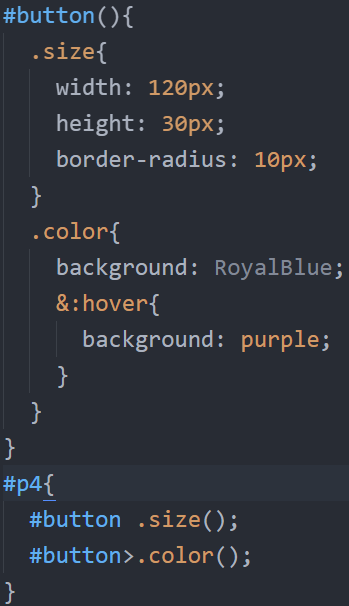 #button(){
.size{
width: 120px;
height: 30px;
border-radius: 10px;
}
.color{
background: RoyalBlue;
&:hover{
background: purple;
}
}
}
#p4{
#button .size();
#button>.color();
}